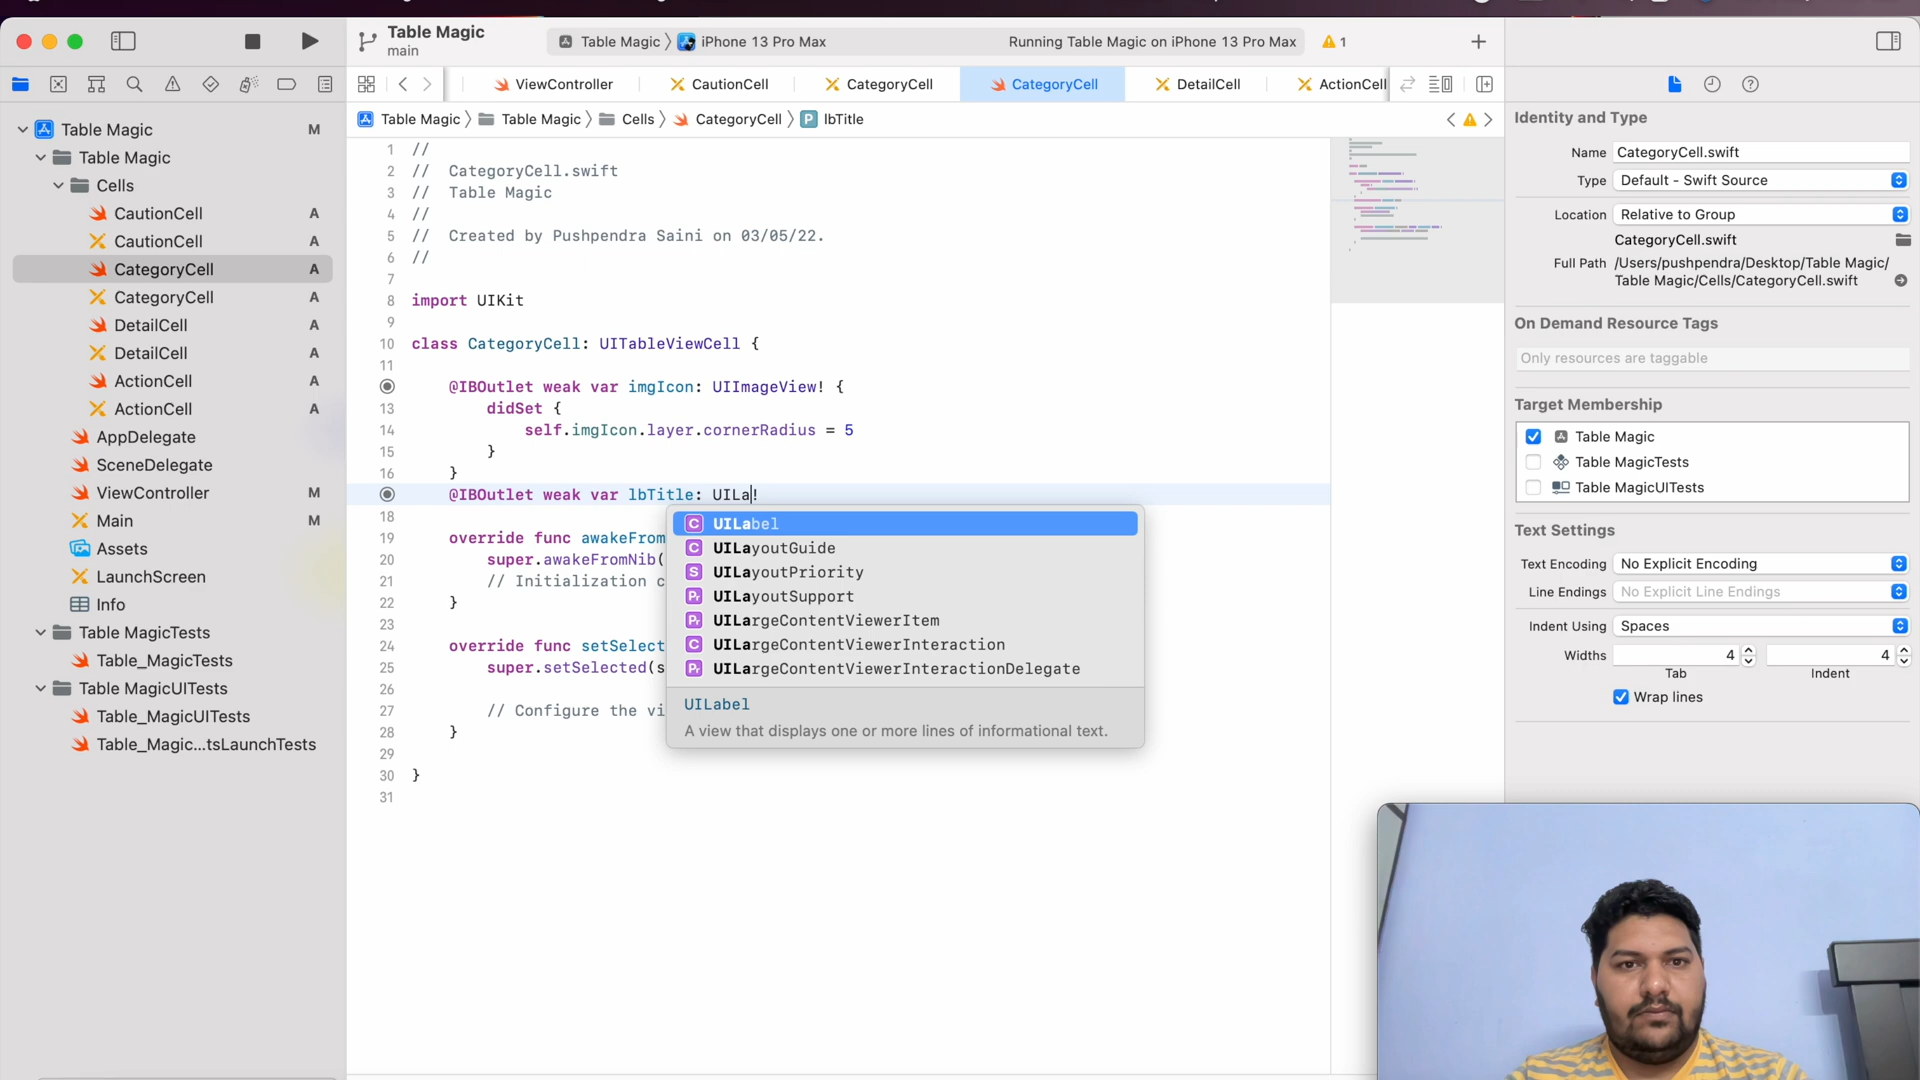 Table Magic
main
Table Magic
iPhone 13 Pro Max
Running Table Magic on iPhone 13 Pro Max
1
ViewController
CautionCell
CategoryCell
CategoryCell
DetailCell
ActionCell
Table Magic
Table Magic
Cells
CategoryCell
P
lbTitle
Table Magic M
Table Magic
Cells
CautionCell A
CautionCell A
CategoryCell A
CategoryCell A
DetailCell A
DetailCell A
ActionCell A
ActionCell A
AppDelegate
SceneDelegate
ViewController M
Main M
Assets
LaunchScreen
Info
Table MagicTests
Table_MagicTests
Table MagicUITests
Table_MagicUITests
Table_Magic...tsLaunchTests
1 //
2 // CategoryCell.swift
3 // Table Magic
4 //
5 // Created by Pushpendra Saini on 03/05/22.
6 //
7
8 import UIKit
9
10 class CategoryCell: UITableViewCell {
11
@IBOutlet weak var imgIcon: UIImageView! {
13 didSet {
14 self.imgIcon.layer.cornerRadius = 5
15 }
16 }
@IBOutlet weak var lbTitle: UILa!
18
19 override func awakeFrom
20 super.awakeFromNib(
21 // Initialization c
22 }
23
24 override func setSelect
25 super.setSelected(s
26
27 // Configure the vi
28 }
29
30 }
31
C UILabel
C UILayoutGuide
S UILayoutPriority
Pr UILayoutSupport
Pr UILargeContentViewerItem
C UILargeContentViewerInteraction
Pr UILargeContentViewerInteractionDelegate
UILabel
A view that displays one or more lines of informational text.
Identity and Type
Name CategoryCell.swift
Type Default - Swift Source
Location Relative to Group
CategoryCell.swift
Full Path /Users/pushpendra/Desktop/Table Magic/
Table Magic/Cells/CategoryCell.swift
On Demand Resource Tags
Only resources are taggable
Target Membership
Table Magic
Table MagicTests
Table MagicUITests
Text Settings
Text Encoding No Explicit Encoding
Line Endings No Explicit Line Endings
Indent Using Spaces
Widths 4 4
Tab Indent
Wrap lines